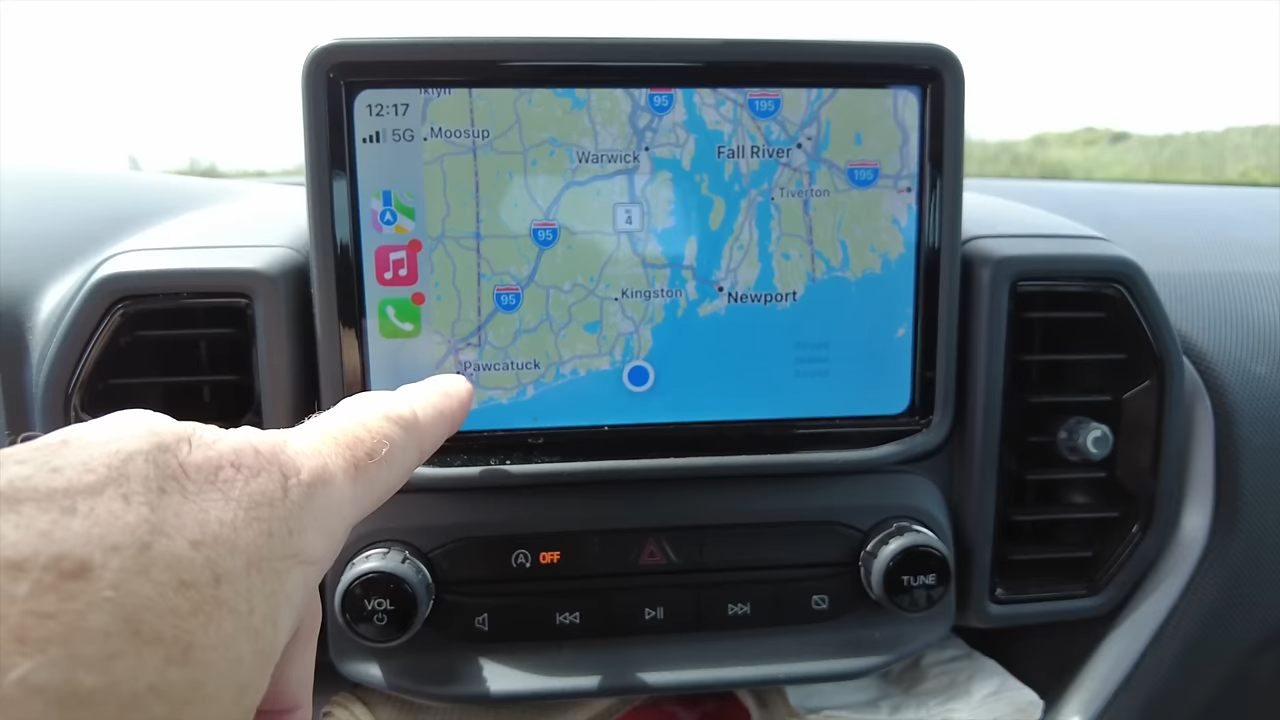 12:17
5G
Moosup
95
195
Warwick
Fall River
195
Tiverton
4
95
95
Kingston
Newport
Pawcatuck
A OFF
VOL
TUNE